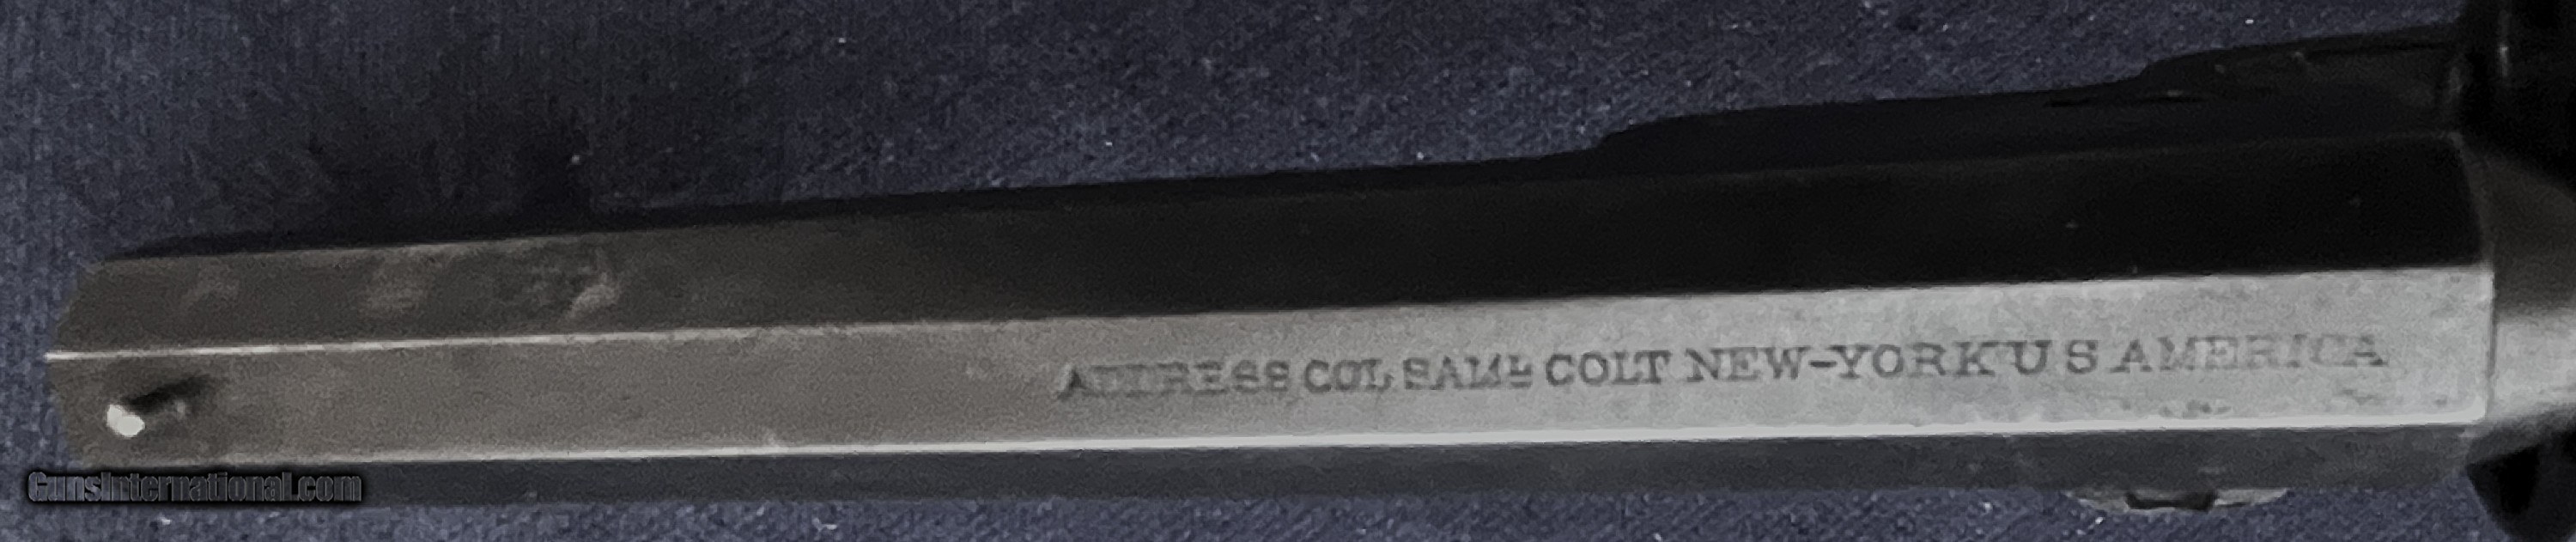 ADDRESS COL SAMᴸ COLT NEW-YORK U S AMERICA
GunsInternational.com